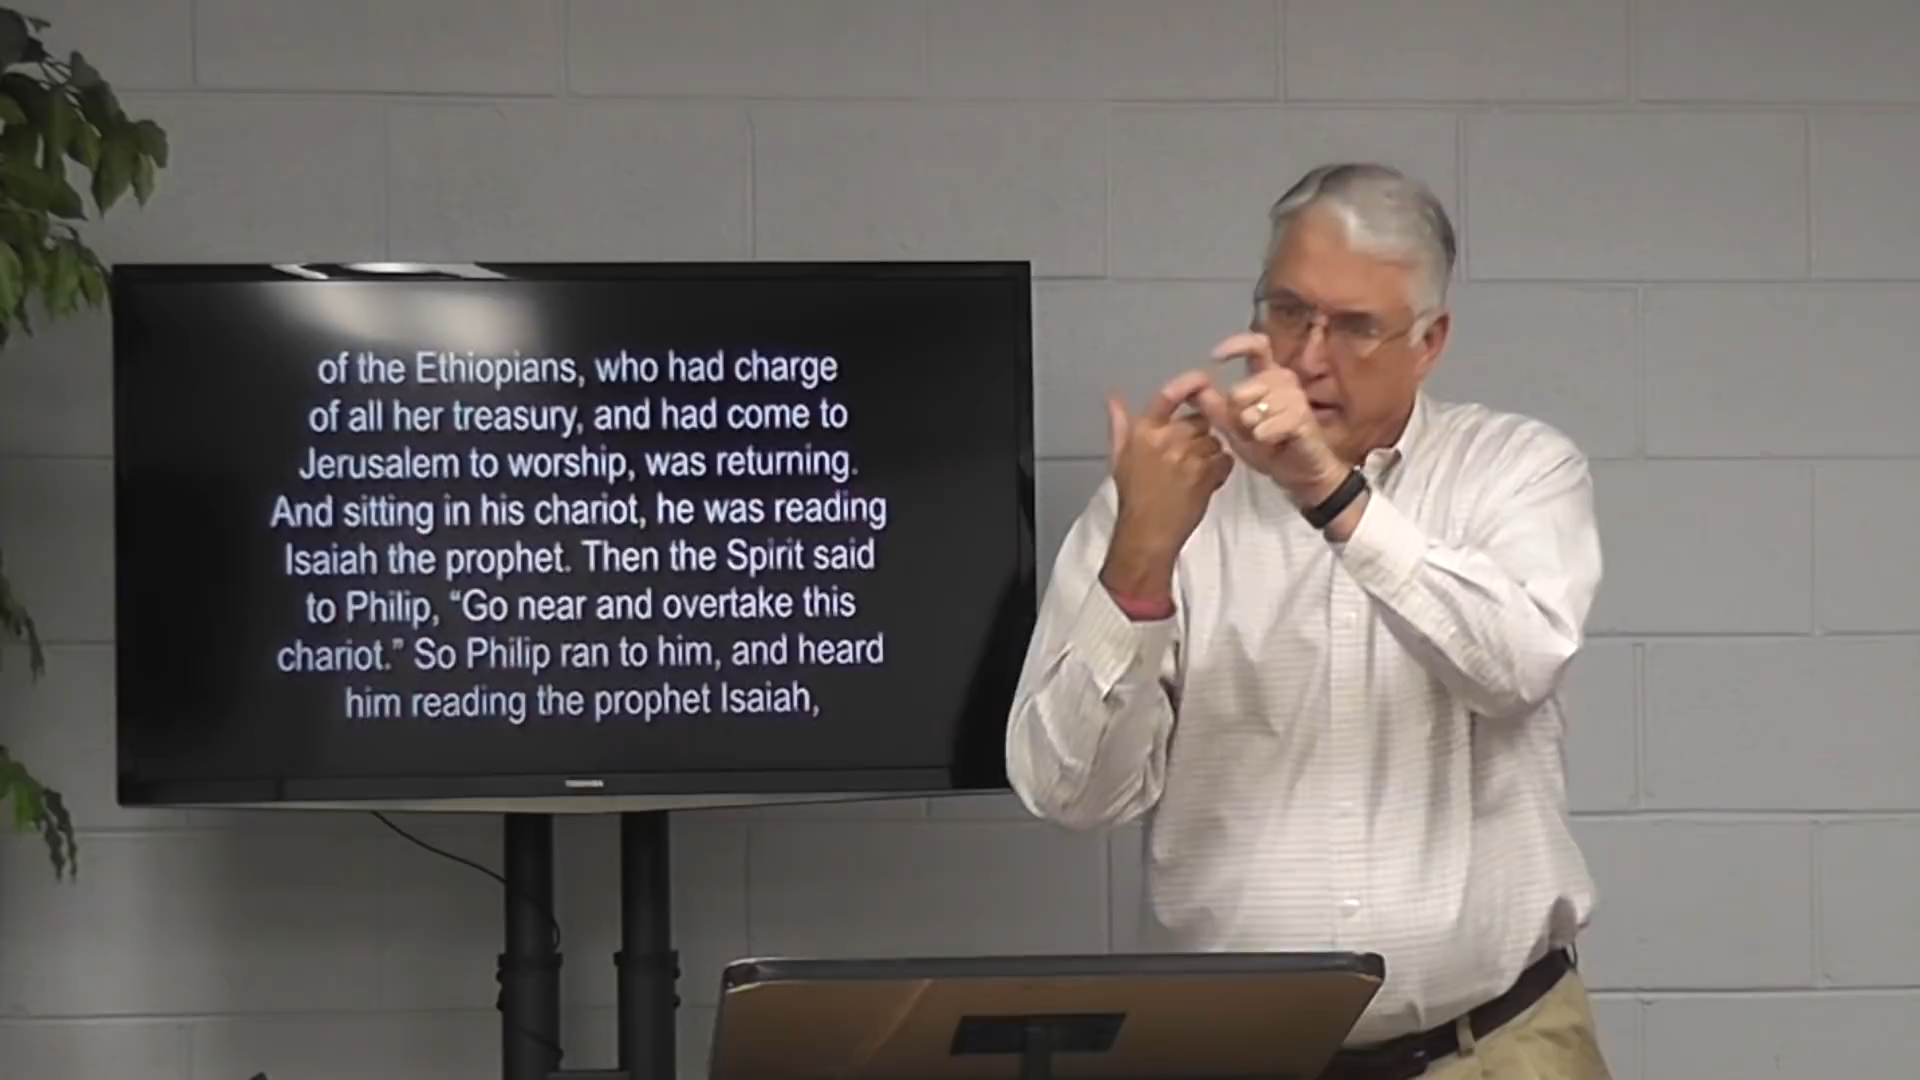 of the Ethiopians, who had charge
of all her treasury, and had come to
Jerusalem to worship, was returning.
And sitting in his chariot, he was reading
Isaiah the prophet. Then the Spirit said
to Philip, “Go near and overtake this
chariot.” So Philip ran to him, and heard
him reading the prophet Isaiah,
TOSHIBA